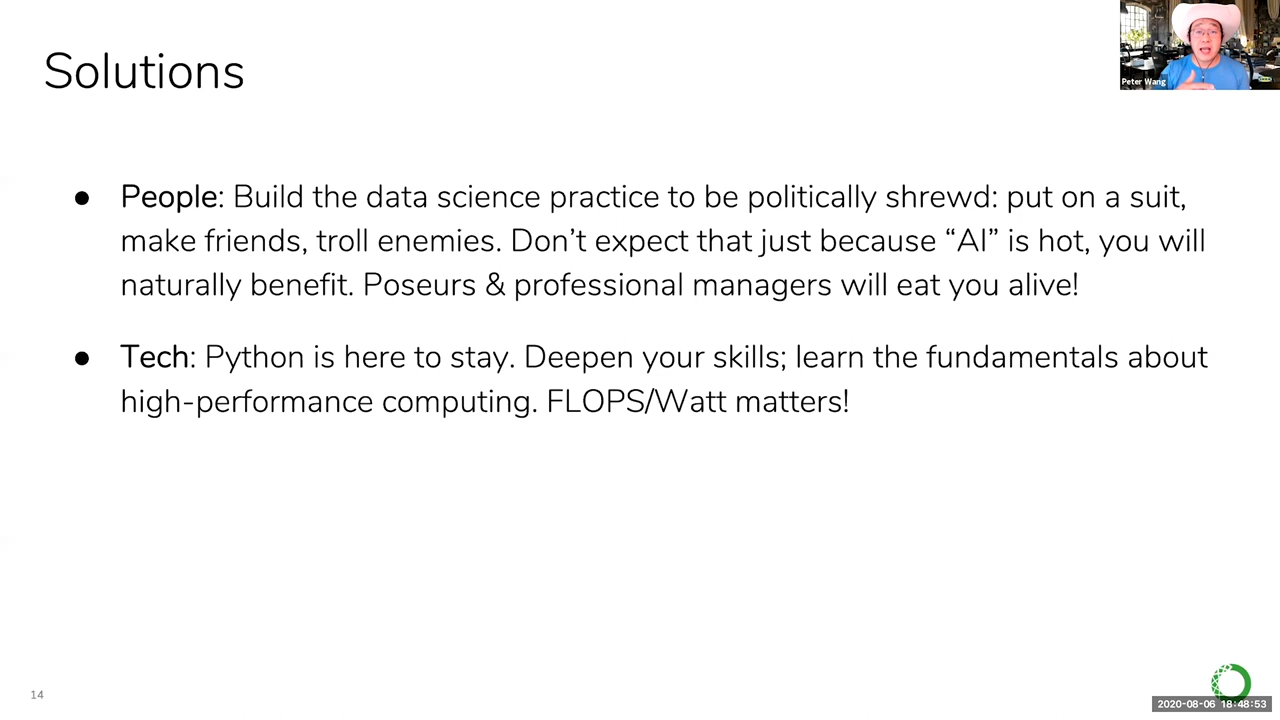 Solutions
Peter Wang
● People: Build the data science practice to be politically shrewd: put on a suit,
make friends, troll enemies. Don’t expect that just because “AI” is hot, you will
naturally benefit. Poseurs & professional managers will eat you alive!
● Tech: Python is here to stay. Deepen your skills; learn the fundamentals about
high-performance computing. FLOPS/Watt matters!
14
2020-08-06 18:48:53